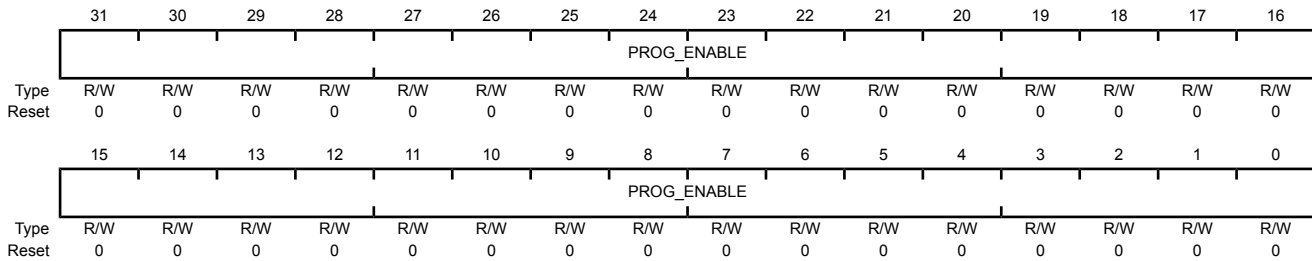 31 30 29 28 27 26 25 24 23 22 21 20 19 18 17 16
PROG_ENABLE
Type R/W R/W R/W R/W R/W R/W R/W R/W R/W R/W R/W R/W R/W R/W R/W R/W
Reset 0 0 0 0 0 0 0 0 0 0 0 0 0 0 0 0
15 14 13 12 11 10 9 8 7 6 5 4 3 2 1 0
PROG_ENABLE
Type R/W R/W R/W R/W R/W R/W R/W R/W R/W R/W R/W R/W R/W R/W R/W R/W
Reset 0 0 0 0 0 0 0 0 0 0 0 0 0 0 0 0